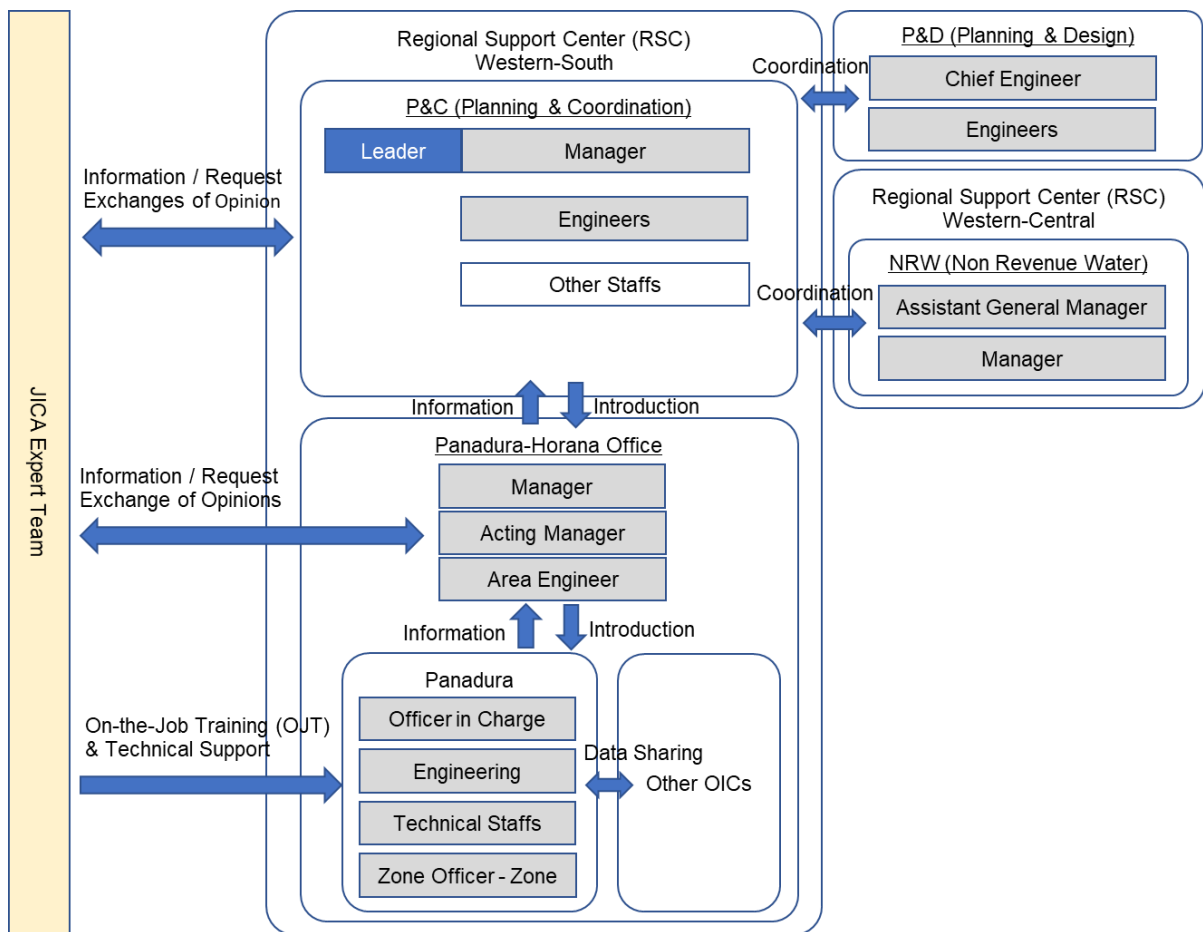 JICA Expert Team
Regional Support Center (RSC)
Western-South
P&C (Planning & Coordination)
Leader
Manager
Engineers
Other Staffs
Information / Request
Exchanges of Opinion
Coordination
P&D (Planning & Design)
Chief Engineer
Engineers
Regional Support Center (RSC)
Western-Central
NRW (Non Revenue Water)
Coordination
Assistant General Manager
Manager
Information
Introduction
Panadura-Horana Office
Manager
Acting Manager
Area Engineer
Information / Request
Exchange of Opinions
Information
Introduction
Panadura
Officer in Charge
Engineering
Technical Staffs
Zone Officer - Zone
On-the-Job Training (OJT)
& Technical Support
Data Sharing
Other OICs